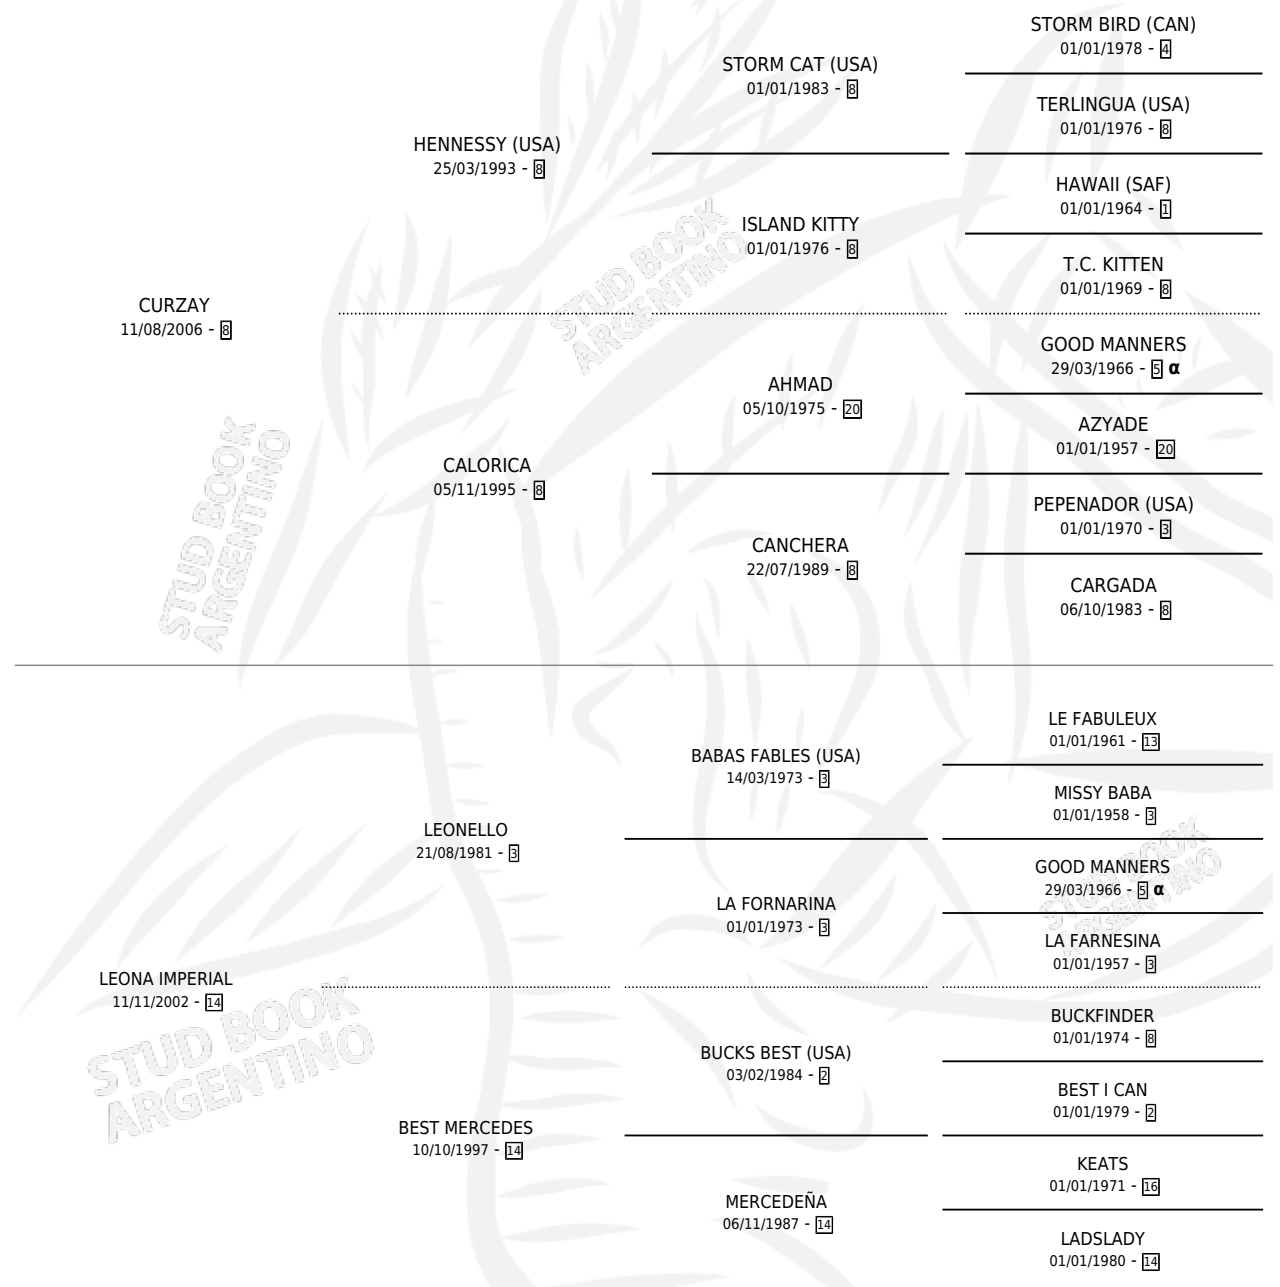 STORM BIRD (CAN)
01/01/1978 - 4
STORM CAT (USA)
01/01/1983 - 8
TERLINGUA (USA)
01/01/1976 - 8
HENNESSY (USA)
25/03/1993 - 8
HAWAII (SAF)
01/01/1964 - 1
ISLAND KITTY
01/01/1976 - 8
T.C. KITTEN
01/01/1969 - 8
CURZAY
11/08/2006 - 8
GOOD MANNERS
29/03/1966 - 5 α
AHMAD
05/10/1975 - 20
AZYADE
01/01/1957 - 20
CALORICA
05/11/1995 - 8
PEPENADOR (USA)
01/01/1970 - 3
CANCHERA
22/07/1989 - 8
CARGADA
06/10/1983 - 8
LE FABULEUX
01/01/1961 - 13
BABAS FABLES (USA)
14/03/1973 - 3
MISSY BABA
01/01/1958 - 3
LEONELLO
21/08/1981 - 3
GOOD MANNERS
29/03/1966 - 5 α
LA FORNARINA
01/01/1973 - 3
LA FARNESINA
01/01/1957 - 3
LEONA IMPERIAL
11/11/2002 - 14
BUCKFINDER
01/01/1974 - 8
BUCKS BEST (USA)
03/02/1984 - 2
BEST I CAN
01/01/1979 - 2
BEST MERCEDES
10/10/1997 - 14
KEATS
01/01/1971 - 16
MERCEDEÑA
06/11/1987 - 14
LADSLADY
01/01/1980 - 14
STUD BOOK
ARGENTINO
STUD BOOK
ARGENTINO
STUD BOOK
ARGENTINO
STUD BOOK
ARGENTINO